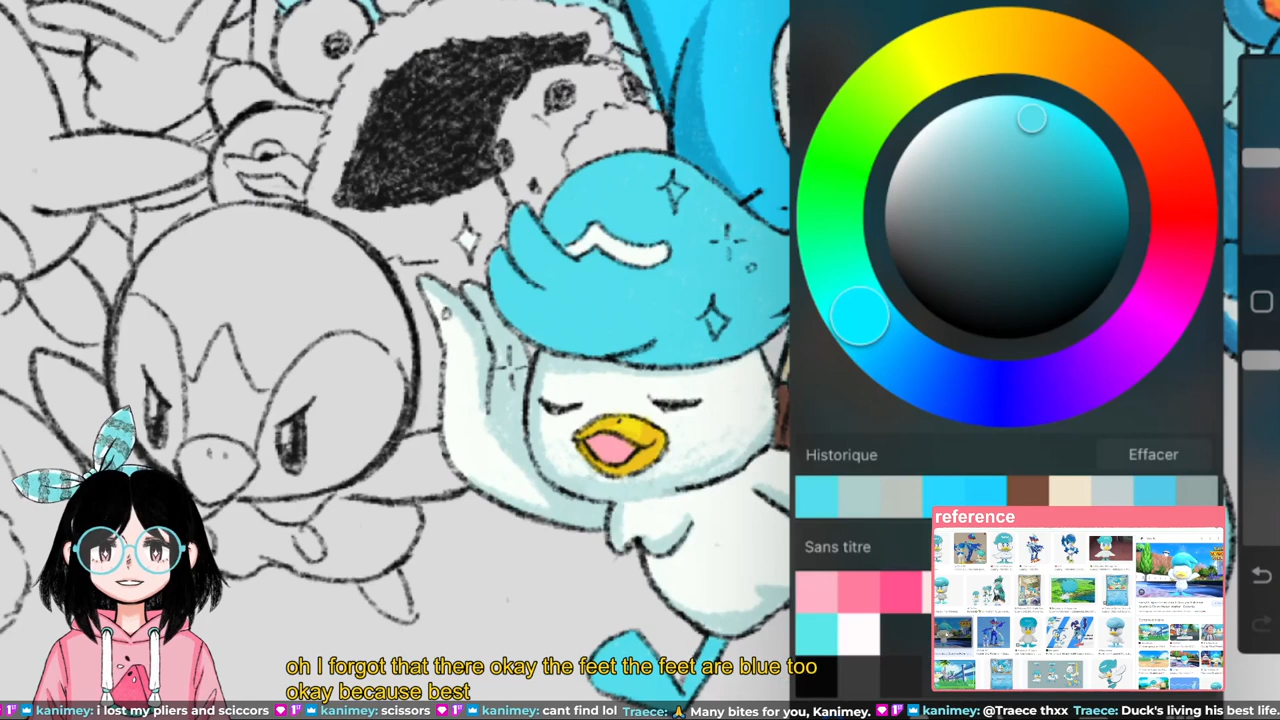 Historique
Effacer
reference
Sans titre
oh i forgot that there okay the feet the feet are blue too
okay because best
kanimey: i lost my pliers and sciccors kanimey: scissors kanimey: cant find lol Traece: 🙏 Many bites for you, Kanimey. kanimey: @Traece thxx Traece: Duck's living his best life.